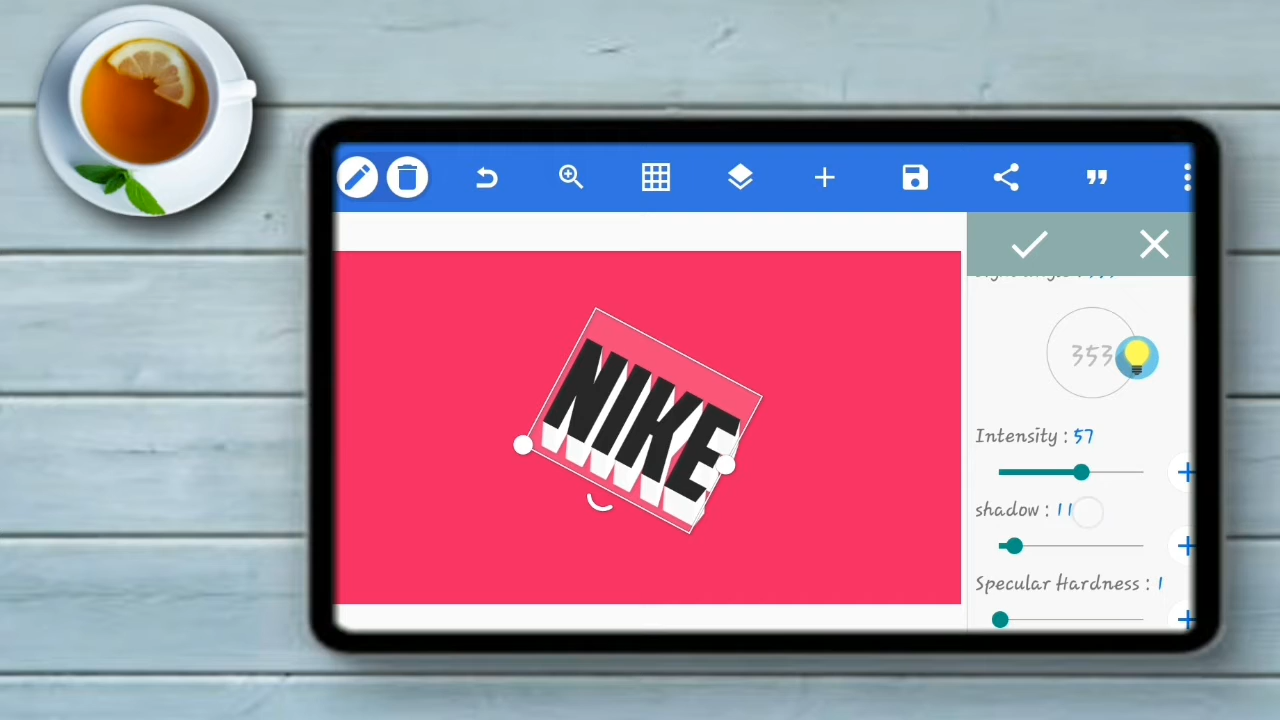 NIKE
353
Intensity : 57
shadow : 11
Specular Hardness : 1